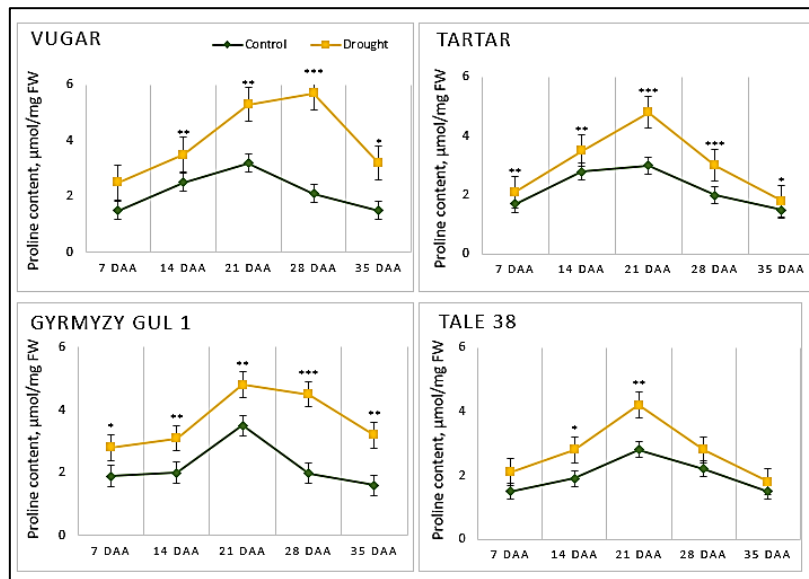 VUGAR
Control
Drought
Proline content, μmol/mg FW
6
4
2
0
**
**
***
*
7 DAA 14 DAA 21 DAA 28 DAA 35 DAA
TARTAR
Proline content, μmol/mg FW
6
4
2
0
**
**
***
***
*
7 DAA 14 DAA 21 DAA 28 DAA 35 DAA
GYRMYZY GUL 1
Proline content, μmol/mg FW
6
4
2
0
*
**
**
***
**
7 DAA 14 DAA 21 DAA 28 DAA 35 DAA
TALE 38
Proline content, μmol/mg FW
6
4
2
0
*
**
7 DAA 14 DAA 21 DAA 28 DAA 35 DAA